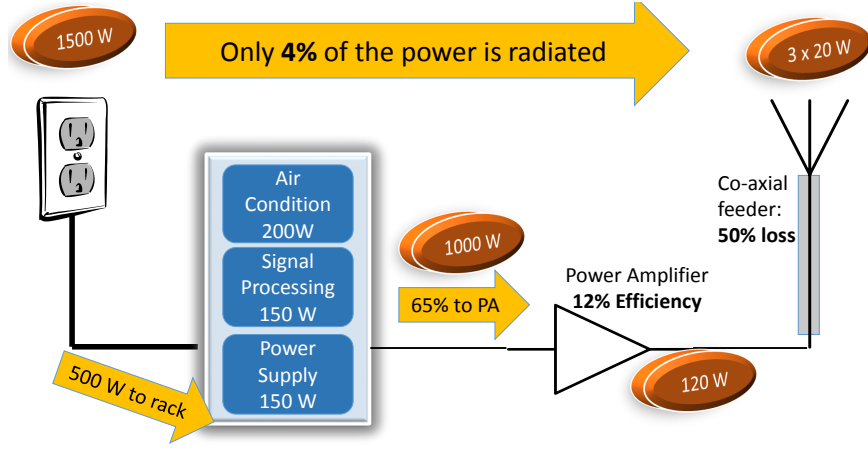 1500 W
Only 4% of the power is radiated
3 x 20 W
Air
Condition
200W
Signal
Processing
150 W
Power
Supply
150 W
500 W to rack
1000 W
65% to PA
Power Amplifier
12% Efficiency
120 W
Co-axial
feeder:
50% loss